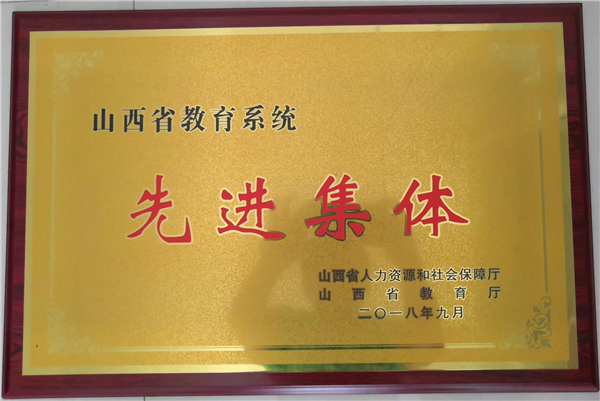 山西省教育系统
先进集体
山西省人力资源和社会保障厅
山西省教育厅
二〇一八年九月